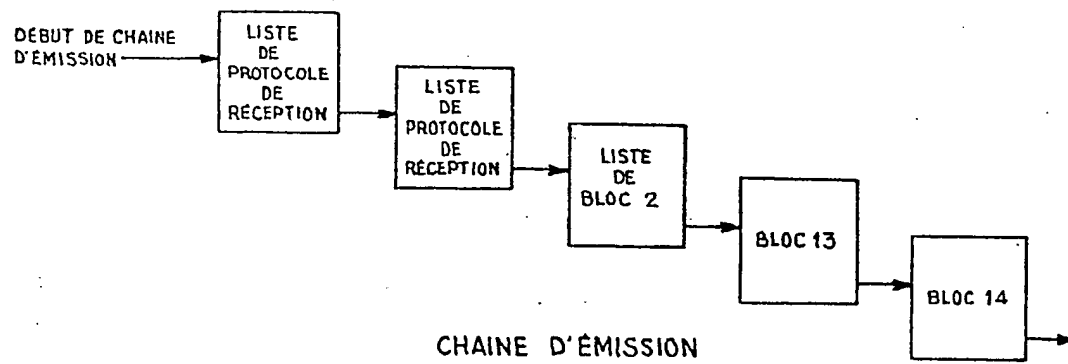 DÉBUT DE CHAINE
D'ÉMISSION
LISTE
DE
PROTOCOLE
DE
RÉCEPTION
LISTE
DE
PROTOCOLE
DE
RÉCEPTION
LISTE
DE
BLOC 2
BLOC 13
BLOC 14
CHAINE D'ÉMISSION